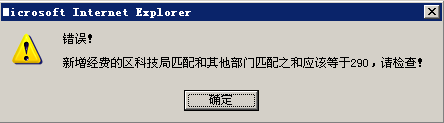 Microsoft Internet Explorer
错误!
新增经费的区科技局匹配和其他部门匹配之和应该等于290，请检查!
确定